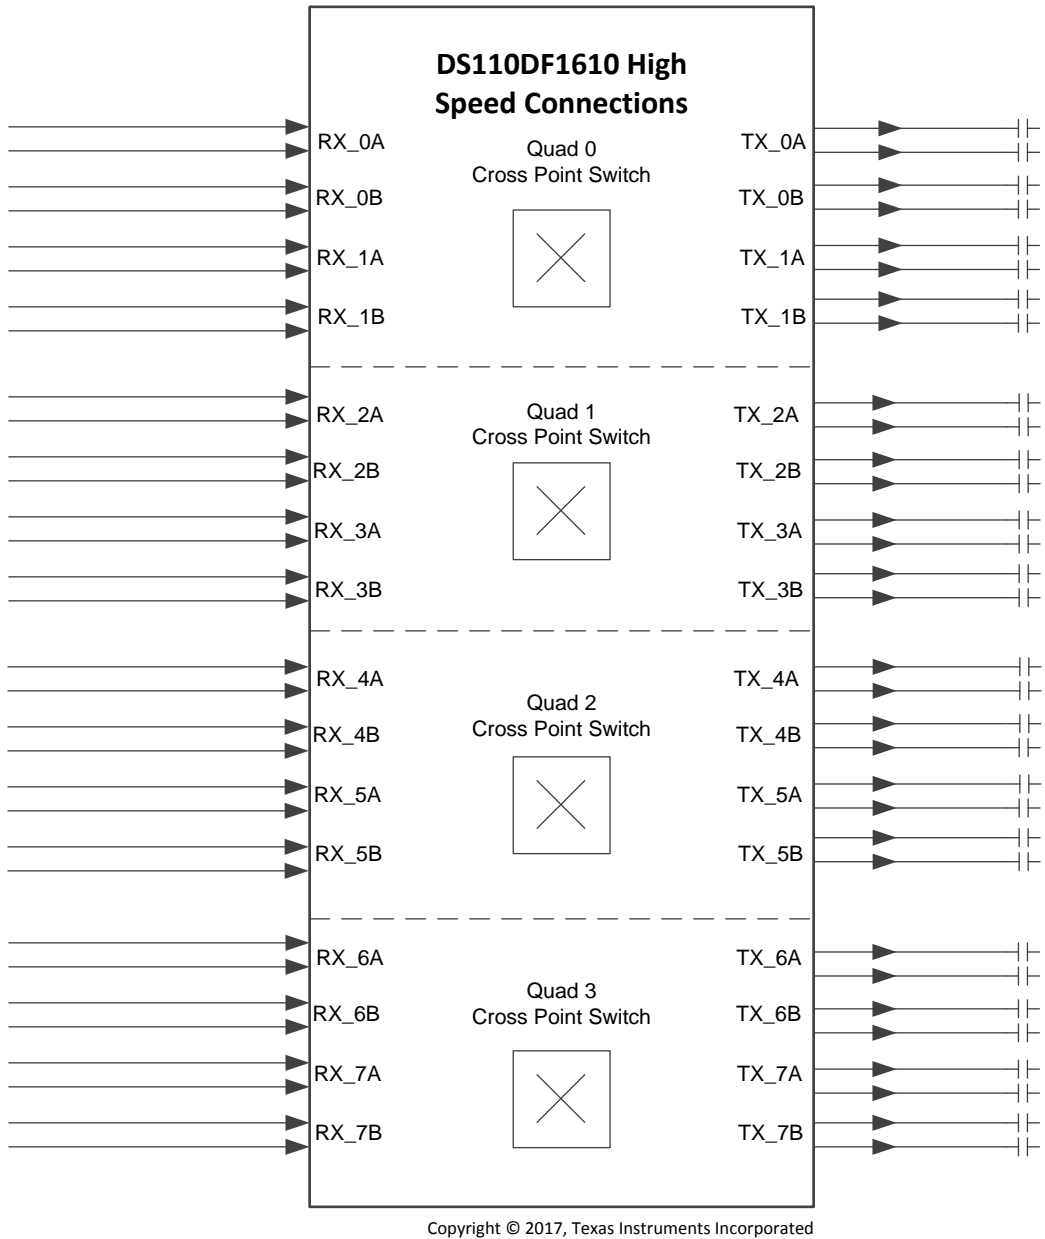 DS110DF1610 High
Speed Connections
Quad 0
Cross Point Switch
RX_0A
TX_0A
RX_0B
TX_0B
RX_1A
TX_1A
RX_1B
TX_1B
Quad 1
Cross Point Switch
RX_2A
TX_2A
RX_2B
TX_2B
RX_3A
TX_3A
RX_3B
TX_3B
Quad 2
Cross Point Switch
RX_4A
TX_4A
RX_4B
TX_4B
RX_5A
TX_5A
RX_5B
TX_5B
Quad 3
Cross Point Switch
RX_6A
TX_6A
RX_6B
TX_6B
RX_7A
TX_7A
RX_7B
TX_7B
Copyright © 2017, Texas Instruments Incorporated